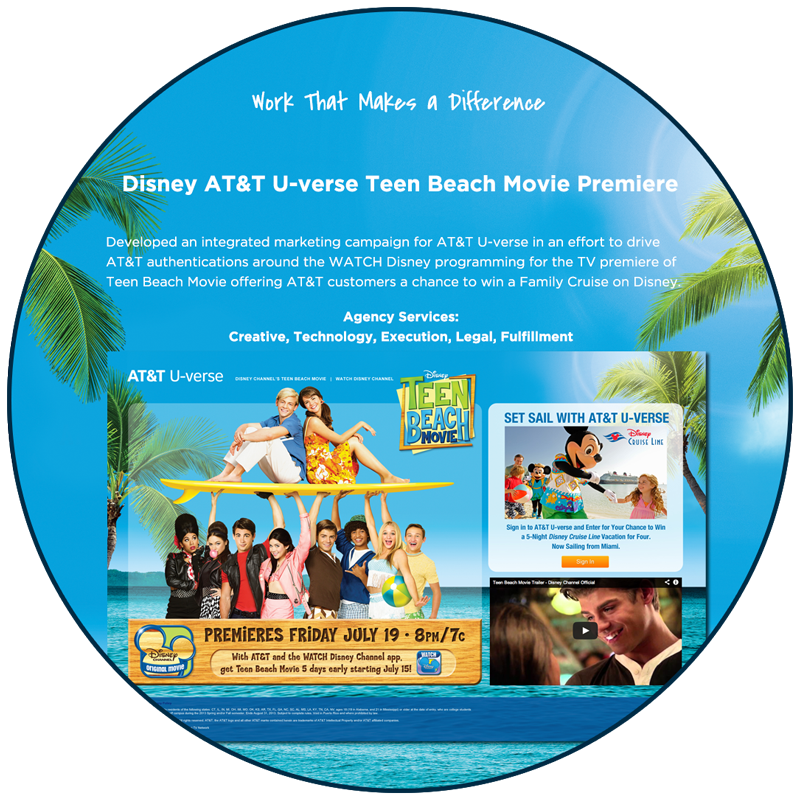 Work That Makes a Difference
Disney AT&T U-verse Teen Beach Movie Premiere
Developed an integrated marketing campaign for AT&T U-verse in an effort to drive
AT&T authentications around the WATCH Disney programming for the TV premiere of
Teen Beach Movie offering AT&T customers a chance to win a Family Cruise on Disney.
Agency Services:
Creative, Technology, Execution, Legal, Fulfillment
AT&T U-verse
DISNEY CHANNEL'S TEEN BEACH MOVIE | WATCH DISNEY CHANNEL
Disney
TEEN
BEACH
MOVIE
SET SAIL WITH AT&T U-VERSE
Disney
CRUISE LINE
Sign in to AT&T U-verse and Enter for Your Chance to Win
a 5-Night Disney Cruise Line Vacation for Four.
Now Sailing from Miami.
Sign in
Teen Beach Movie Trailer - Disney Channel Official
Disney
CHANNEL
ORIGINAL MOVIE
PREMIERES FRIDAY JULY 19 • 8PM/7C
With AT&T and the WATCH Disney Channel app,
get Teen Beach Movie 5 days early starting July 15!
WATCH